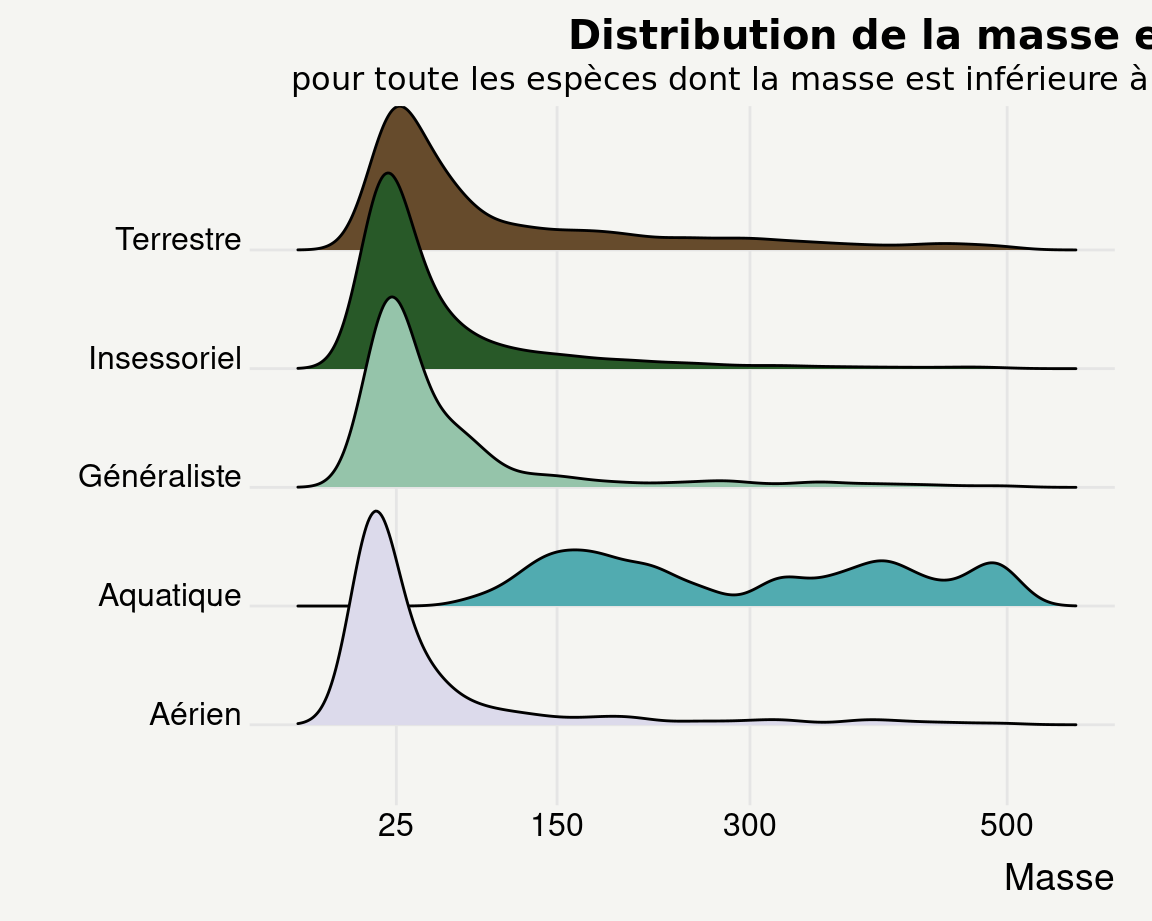 Distribution de la masse e
pour toute les espèces dont la masse est inférieure à
Terrestre
Insessoriel
Généraliste
Aquatique
Aérien
25 150 300 500
Masse